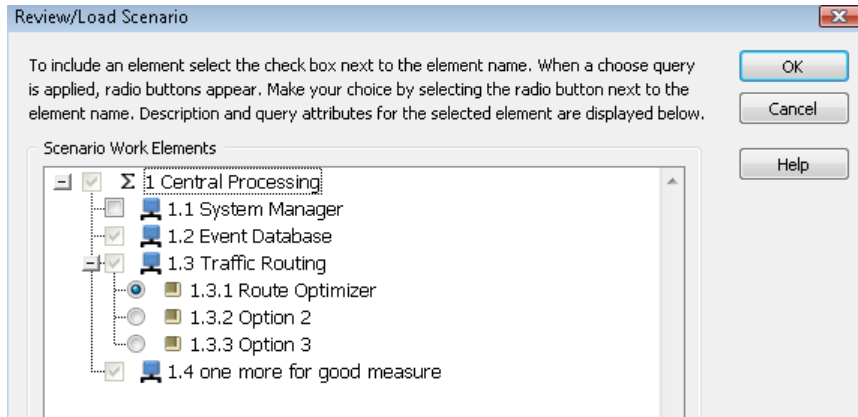 Review/Load Scenario
To include an element select the check box next to the element name. When a choose query
is applied, radio buttons appear. Make your choice by selecting the radio button next to the
element name. Description and query attributes for the selected element are displayed below.
OK
Cancel
Help
Scenario Work Elements
Σ 1 Central Processing
1.1 System Manager
1.2 Event Database
1.3 Traffic Routing
1.3.1 Route Optimizer
1.3.2 Option 2
1.3.3 Option 3
1.4 one more for good measure